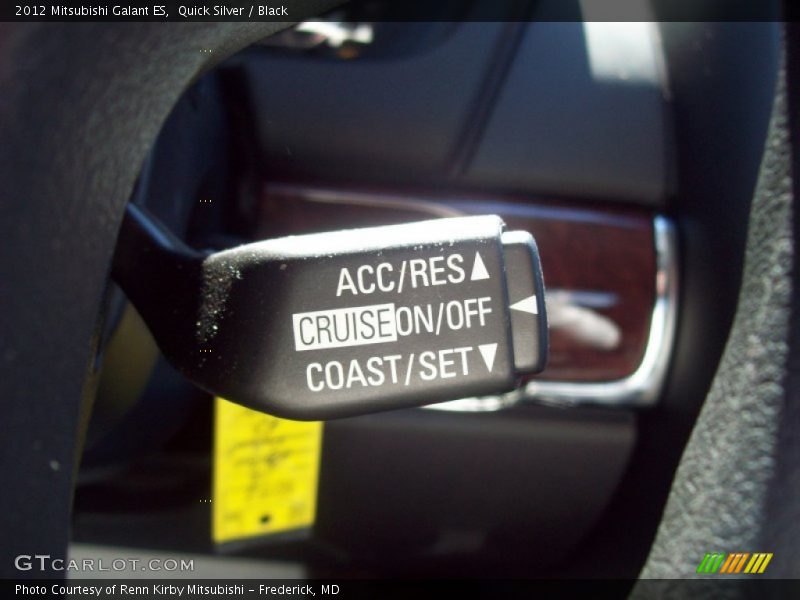 2012 Mitsubishi Galant ES,  Quick Silver / Black
ACC/RES▲
CRUISE ON/OFF ◀
COAST/SET▼
GTCARLOT.COM
Photo Courtesy of Renn Kirby Mitsubishi - Frederick, MD